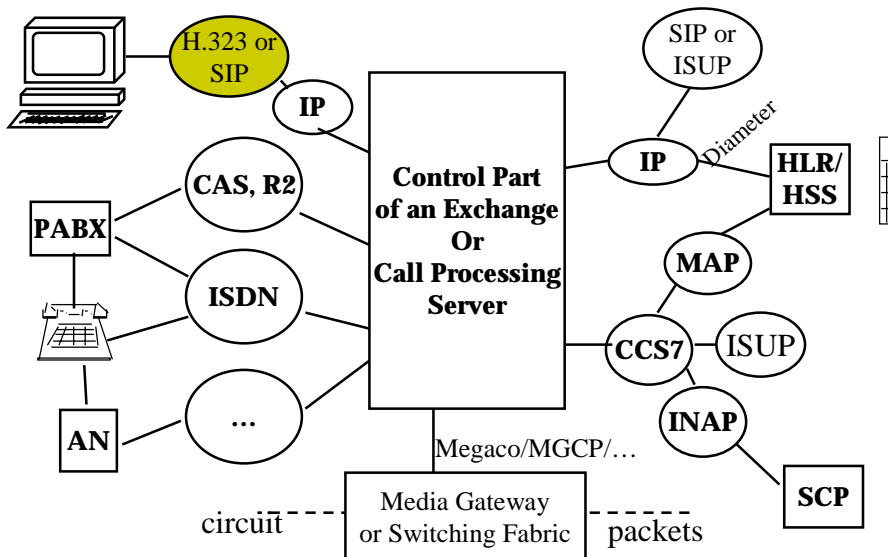 H.323 or
SIP
IP
SIP or
ISUP
IP
Diameter
HLR/
HSS
CAS, R2
PABX
Control Part
of an Exchange
Or
Call Processing
Server
MAP
ISDN
CCS7
ISUP
...
AN
INAP
Megaco/MGCP/...
SCP
Media Gateway
or Switching Fabric
circuit
packets